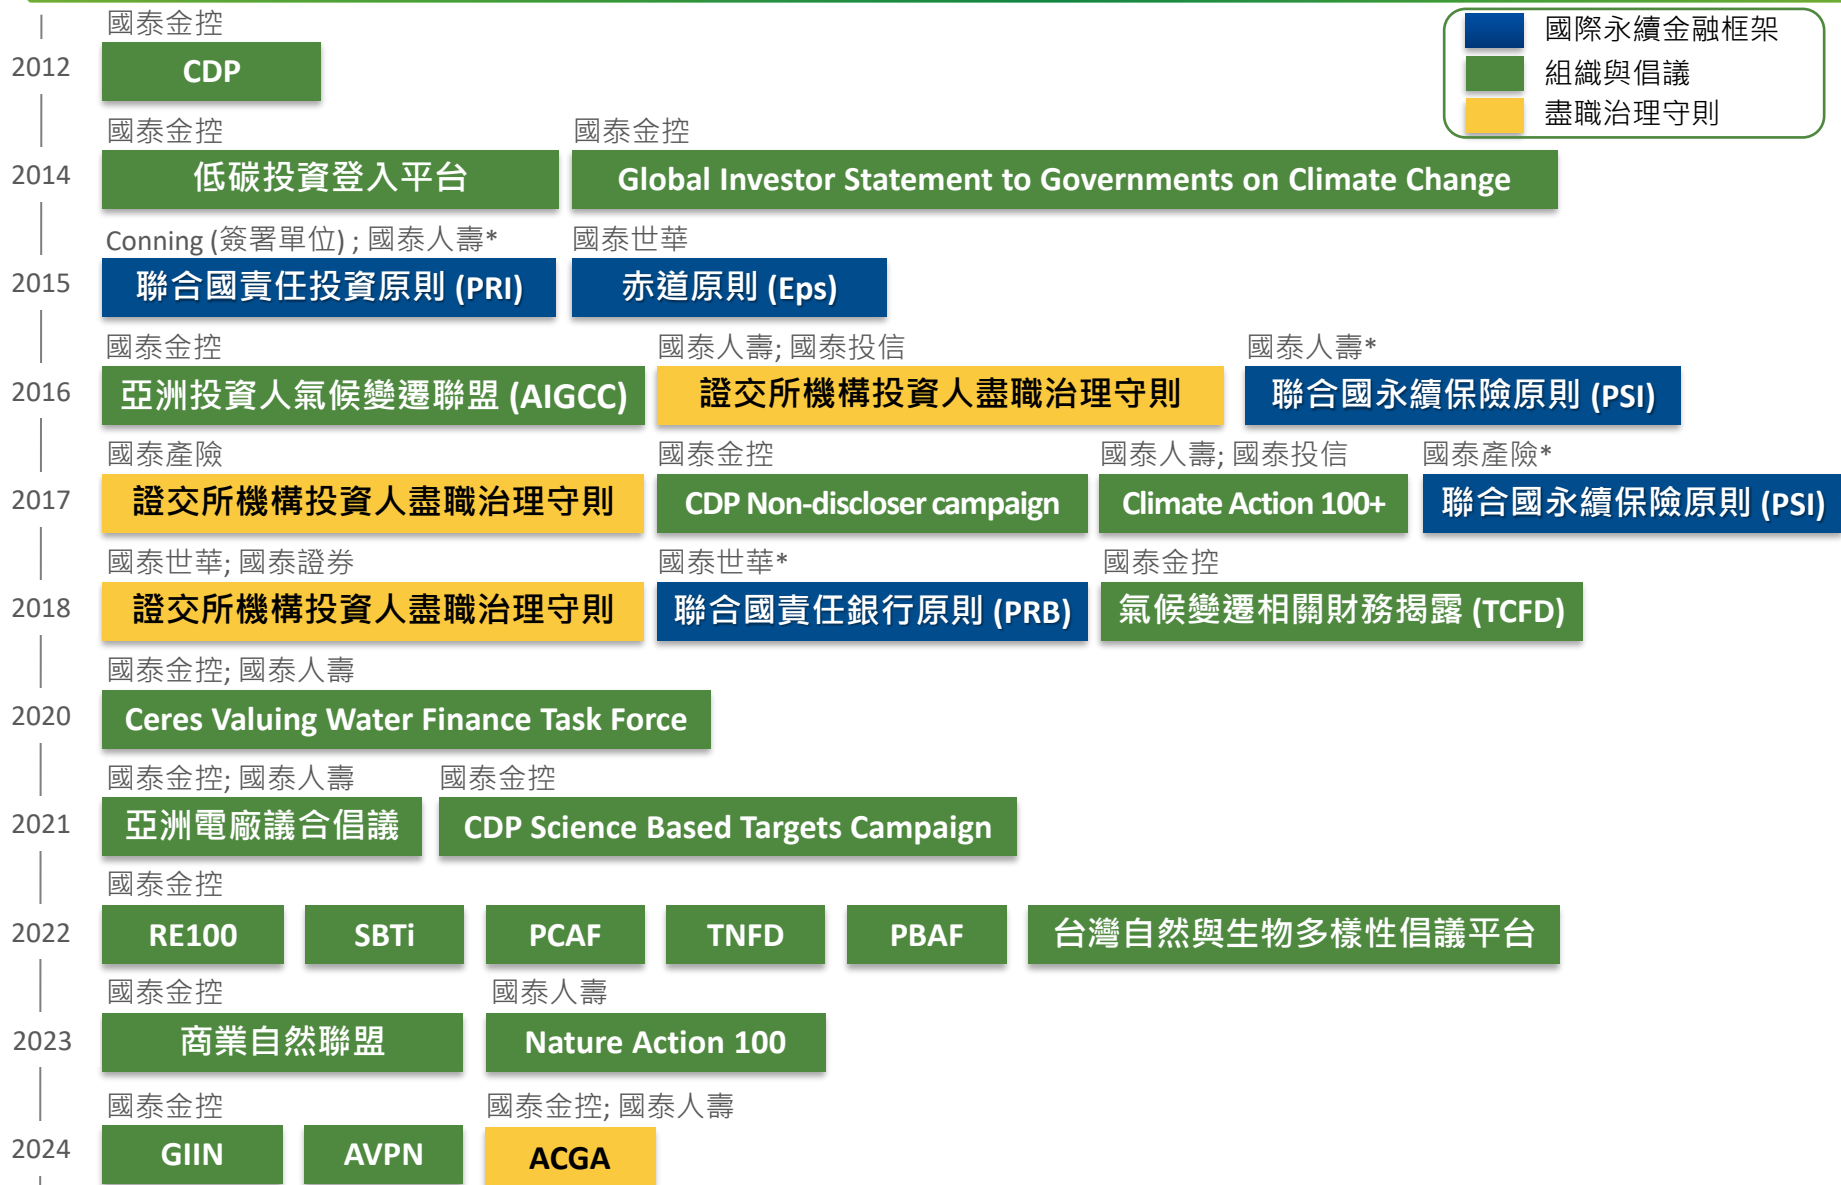 國際永續金融框架
組織與倡議
盡職治理守則
國泰金控
2012
CDP
國泰金控 國泰金控
2014
低碳投資登入平台 Global Investor Statement to Governments on Climate Change
Conning (簽署單位) ; 國泰人壽* 國泰世華
2015
聯合國責任投資原則 (PRI) 赤道原則 (Eps)
國泰金控 國泰人壽; 國泰投信 國泰人壽*
2016
亞洲投資人氣候變遷聯盟 (AIGCC) 證交所機構投資人盡職治理守則 聯合國永續保險原則 (PSI)
國泰產險 國泰金控 國泰人壽; 國泰投信 國泰產險*
2017
證交所機構投資人盡職治理守則 CDP Non-discloser campaign Climate Action 100+ 聯合國永續保險原則 (PSI)
國泰世華; 國泰證券 國泰世華* 國泰金控
2018
證交所機構投資人盡職治理守則 聯合國責任銀行原則 (PRB) 氣候變遷相關財務揭露 (TCFD)
國泰金控; 國泰人壽
2020
Ceres Valuing Water Finance Task Force
國泰金控; 國泰人壽 國泰金控
2021
亞洲電廠議合倡議 CDP Science Based Targets Campaign
國泰金控
2022
RE100 SBTi PCAF TNFD PBAF 台灣自然與生物多樣性倡議平台
國泰金控 國泰人壽
2023
商業自然聯盟 Nature Action 100
國泰金控 國泰金控; 國泰人壽
2024
GIIN AVPN ACGA